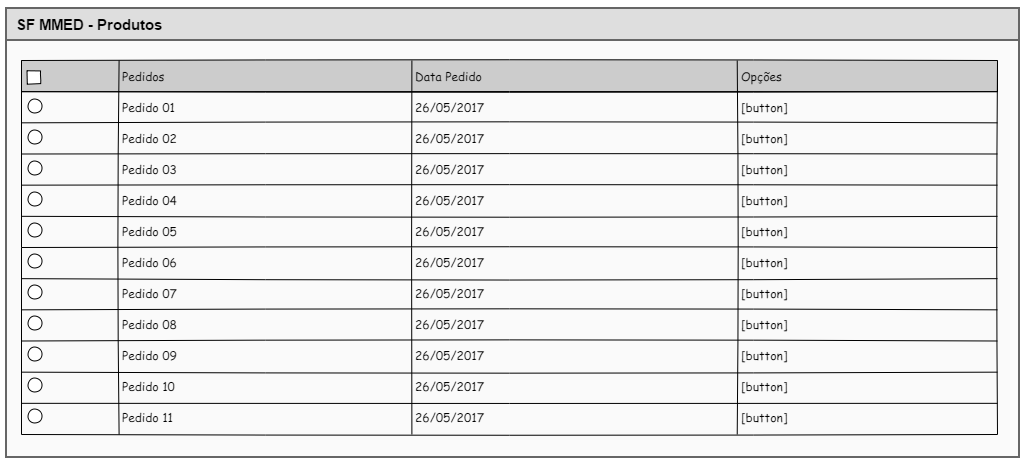 SF MMED - Produtos
Pedidos Data Pedido Opções
Pedido 01 26/05/2017 [button]
Pedido 02 26/05/2017 [button]
Pedido 03 26/05/2017 [button]
Pedido 04 26/05/2017 [button]
Pedido 05 26/05/2017 [button]
Pedido 06 26/05/2017 [button]
Pedido 07 26/05/2017 [button]
Pedido 08 26/05/2017 [button]
Pedido 09 26/05/2017 [button]
Pedido 10 26/05/2017 [button]
Pedido 11 26/05/2017 [button]